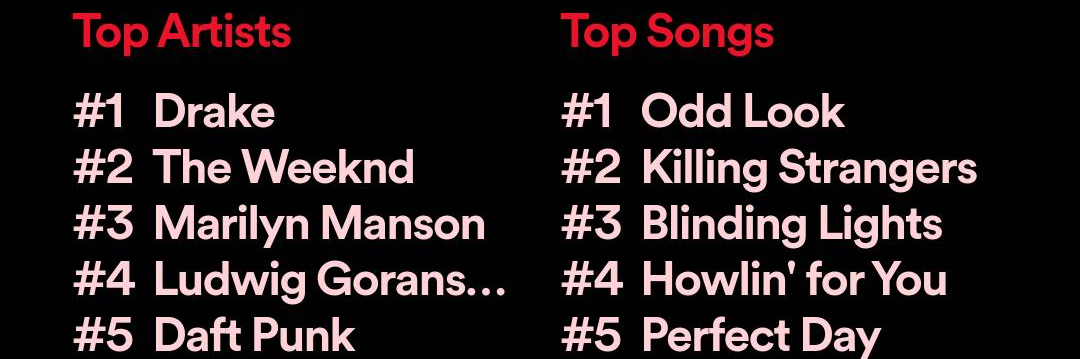 Top Artists
#1 Drake
#2 The Weeknd
#3 Marilyn Manson
#4 Ludwig Gorans...
#5 Daft Punk
Top Songs
#1 Odd Look
#2 Killing Strangers
#3 Blinding Lights
#4 Howlin' for You
#5 Perfect Day